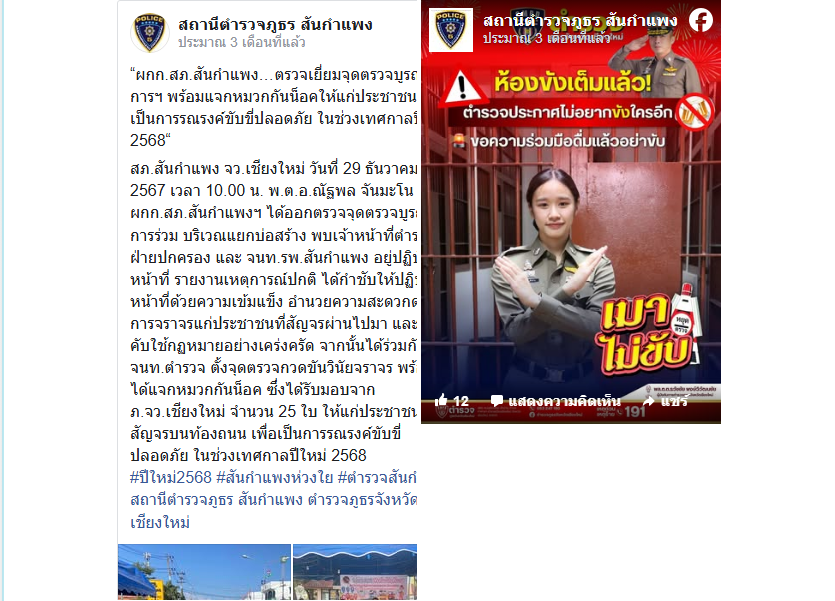 สถานีตำรวจภูธร สันกำแพง
ประมาณ 3 เดือนที่แล้ว
“ผกก.สภ.สันกำแพง…ตรวจเยี่ยมจุดตรวจบูรณ
การฯ พร้อมแจกหมวกกันน็อคให้แก่ประชาชน
เป็นการรณรงค์ขับขี่ปลอดภัย ในช่วงเทศกาลปี
2568“
สภ.สันกำแพง จว.เชียงใหม่ วันที่ 29 ธันวาคม
2567 เวลา 10.00 น. พ.ต.อ.ณัฐพล จันมะโน
ผกก.สภ.สันกำแพงฯ ได้ออกตรวจจุดตรวจบูรณ
การร่วม บริเวณแยกบ่อสร้าง พบเจ้าหน้าที่ตำร
ฝ่ายปกครอง และ จนท.รพ.สันกำแพง อยู่ปฏิบ
หน้าที่ รายงานเหตุการณ์ปกติ ได้กำชับให้ปฏิบ
หน้าที่ด้วยความเข้มแข็ง อำนวยความสะดวกด
การจราจรแก่ประชาชนที่สัญจรผ่านไปมา และ
คับใช้กฏหมายอย่างเคร่งครัด จากนั้นได้ร่วมกั
จนท.ตำรวจ ตั้งจุดตรวจกวดขันวินัยจราจร พร้
ได้แจกหมวกกันน็อค ซึ่งได้รับมอบจาก
ภ.จว.เชียงใหม่ จำนวน 25 ใบ ให้แก่ประชาชน
สัญจรบนท้องถนน เพื่อเป็นการรณรงค์ขับขี่
ปลอดภัย ในช่วงเทศกาลปีใหม่ 2568
#ปีใหม่2568 #สันกำแพงห่วงใย #ตำรวจสันกำ
สถานีตำรวจภูธร สันกำแพง ตำรวจภูธรจังหวัด
เชียงใหม่
สถานีตำรวจภูธร สันกำแพง
ประมาณ 3 เดือนที่แล้ว
ห้องขังเต็มแล้ว!
ตำรวจประกาศไม่อยากขังใครอีก
ขอความร่วมมือดื่มแล้วอย่าขับ
เมา
ไม่ขับ
หยุด
ตรวจ
12 แสดงความคิดเห็น แชร์
ตำรวจ
191